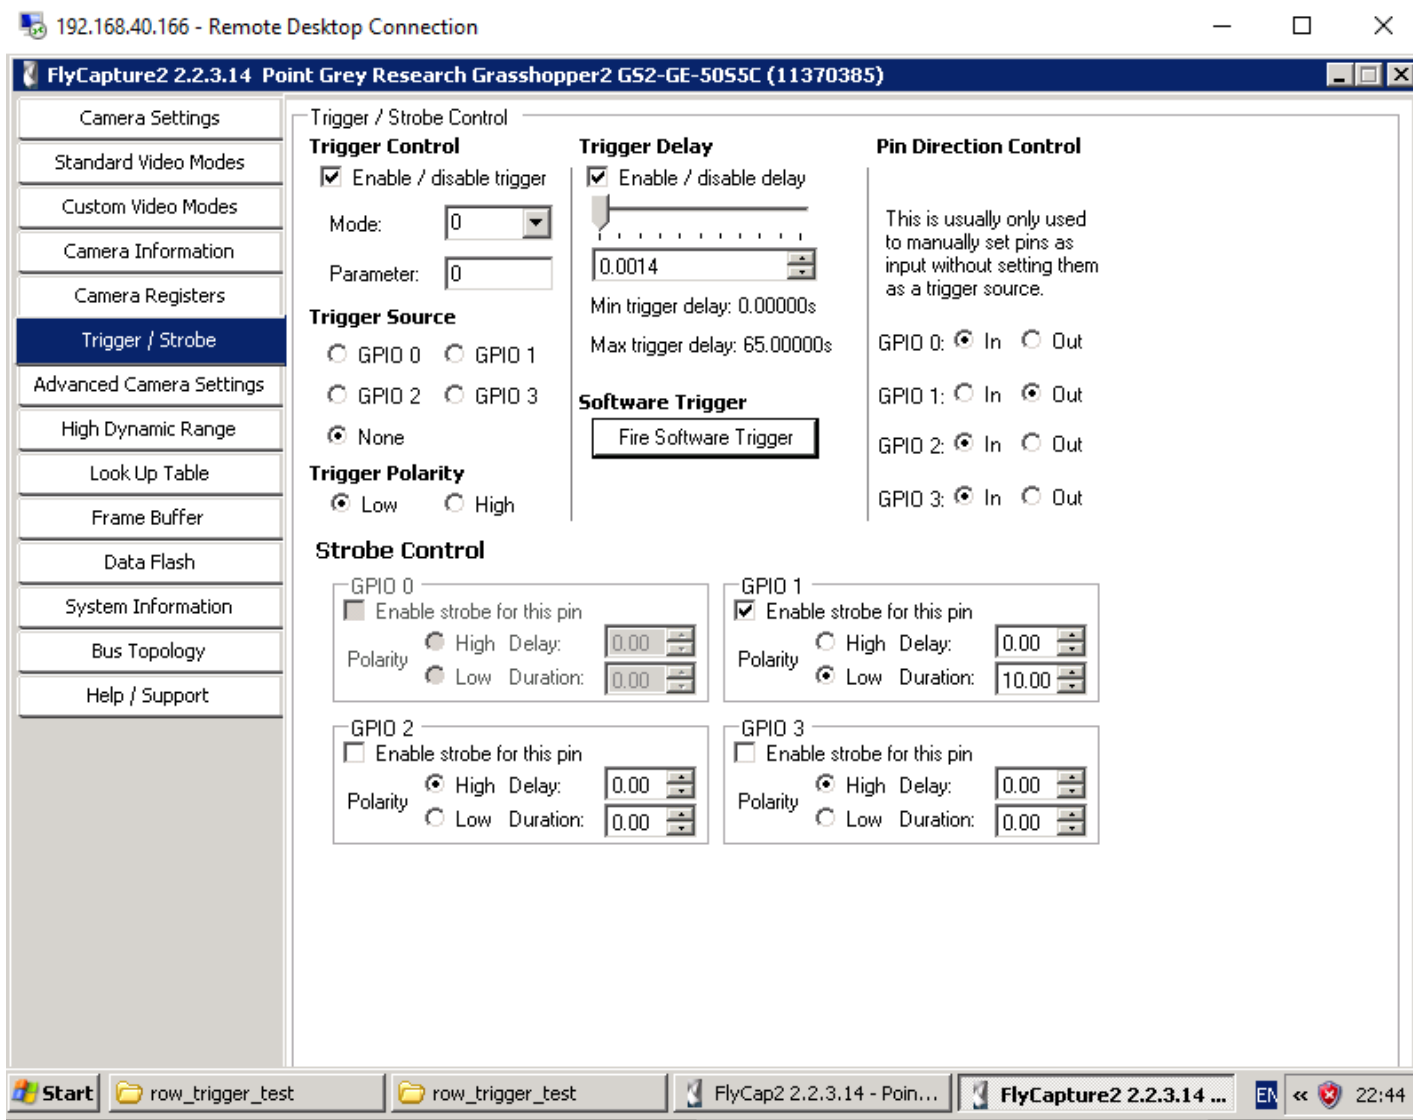 192.168.40.166 - Remote Desktop Connection
FlyCapture2 2.2.3.14 Point Grey Research Grasshopper2 GS2-GE-50S5C (11370385)
Camera Settings
Standard Video Modes
Custom Video Modes
Camera Information
Camera Registers
Trigger / Strobe
Advanced Camera Settings
High Dynamic Range
Look Up Table
Frame Buffer
Data Flash
System Information
Bus Topology
Help / Support
Trigger / Strobe Control
Trigger Control
Enable / disable trigger
Mode: 0
Parameter: 0
Trigger Source
GPIO 0 GPIO 1
GPIO 2 GPIO 3
None
Trigger Polarity
Low High
Trigger Delay
Enable / disable delay
0.0014
Min trigger delay: 0.00000s
Max trigger delay: 65.00000s
Software Trigger
Fire Software Trigger
Pin Direction Control
This is usually only used
to manually set pins as
input without setting them
as a trigger source.
GPIO 0: In Out
GPIO 1: In Out
GPIO 2: In Out
GPIO 3: In Out
Strobe Control
GPIO 0
Enable strobe for this pin
Polarity
High Delay: 0.00
Low Duration: 0.00
GPIO 1
Enable strobe for this pin
Polarity
High Delay: 0.00
Low Duration: 10.00
GPIO 2
Enable strobe for this pin
Polarity
High Delay: 0.00
Low Duration: 0.00
GPIO 3
Enable strobe for this pin
Polarity
High Delay: 0.00
Low Duration: 0.00
Start row_trigger_test row_trigger_test FlyCap2 2.2.3.14 - Poin... FlyCapture2 2.2.3.14 ... EN « 22:44